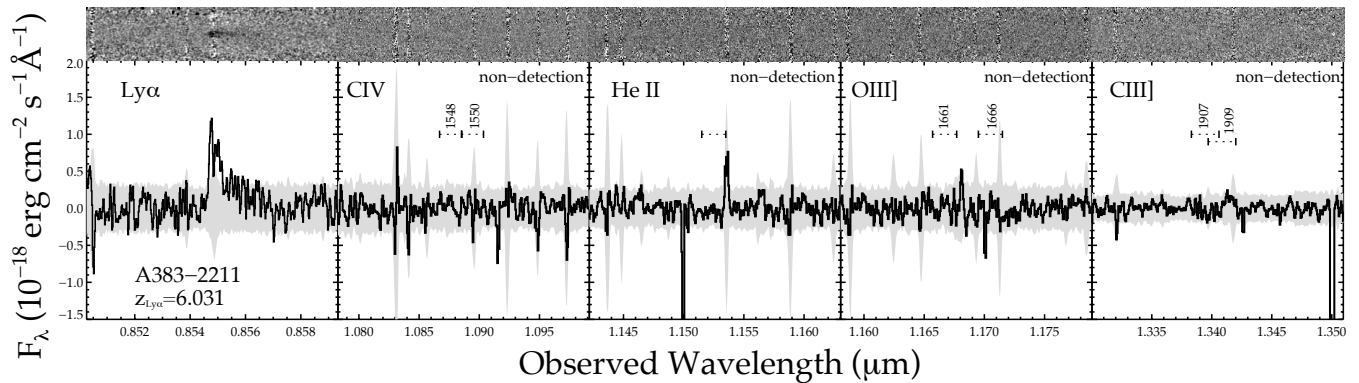 F_λ (10⁻¹⁸ erg cm⁻² s⁻¹Å⁻¹)
2.0
1.5
1.0
0.5
0.0
−0.5
−1.0
−1.5
Lyα
A383−2211
z_Lyα=6.031
0.852 0.854 0.856 0.858
non−detection
CIV
1548
1550
1.080 1.085 1.090 1.095
non−detection
He II
1.145 1.150 1.155 1.160
non−detection
OIII]
1661
1666
1.160 1.165 1.170 1.175
non−detection
CIII]
1907
1909
1.335 1.340 1.345 1.350
Observed Wavelength (μm)